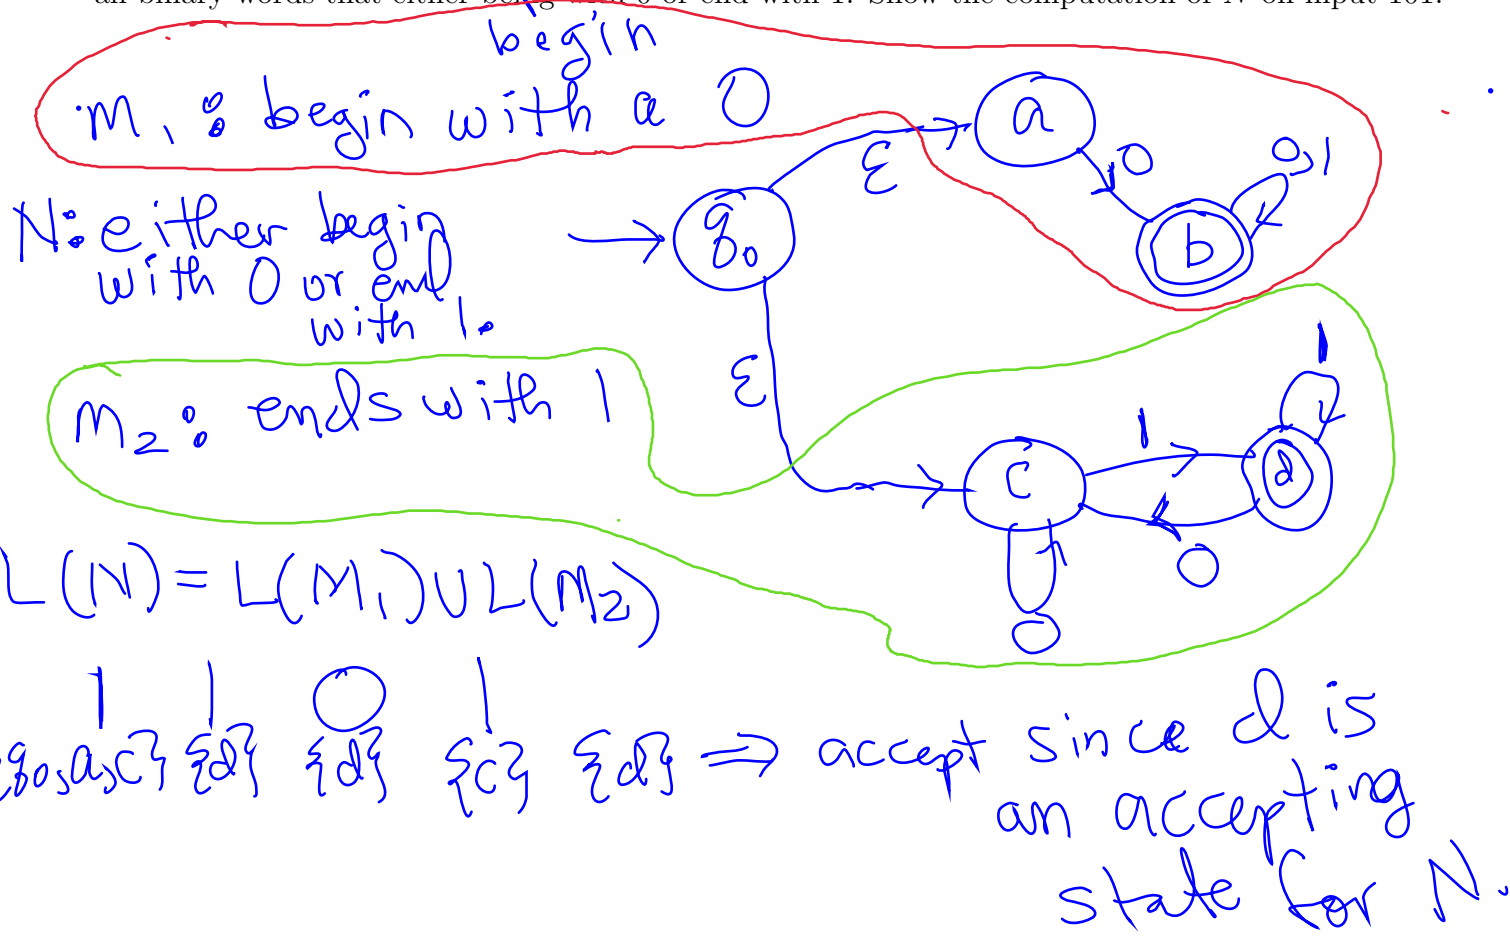 begin
M₁: begin with a 0
ε
a
0
0,1
N: either begin
with 0 or end
with 1.
q₀
b
ε
1
M₂: ends with 1
1
c
d
0
0
L(N) = L(M₁) ∪ L(M₂)
1 1 0 1
q₀,a,c} {d} {d} {c} {d} ⟹ accept since d is
an accepting
state for N.